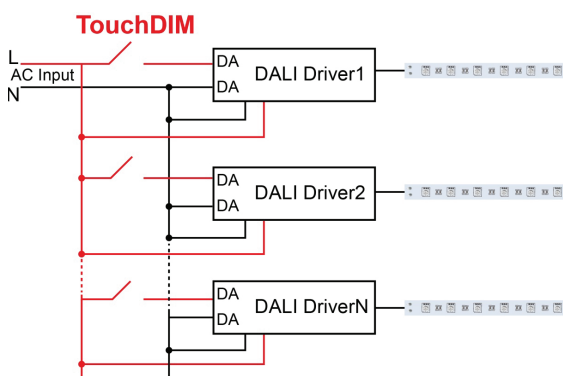 TouchDIM
L
AC Input
N
DA
DA
DALI Driver1
DA
DA
DALI Driver2
DA
DA
DALI DriverN